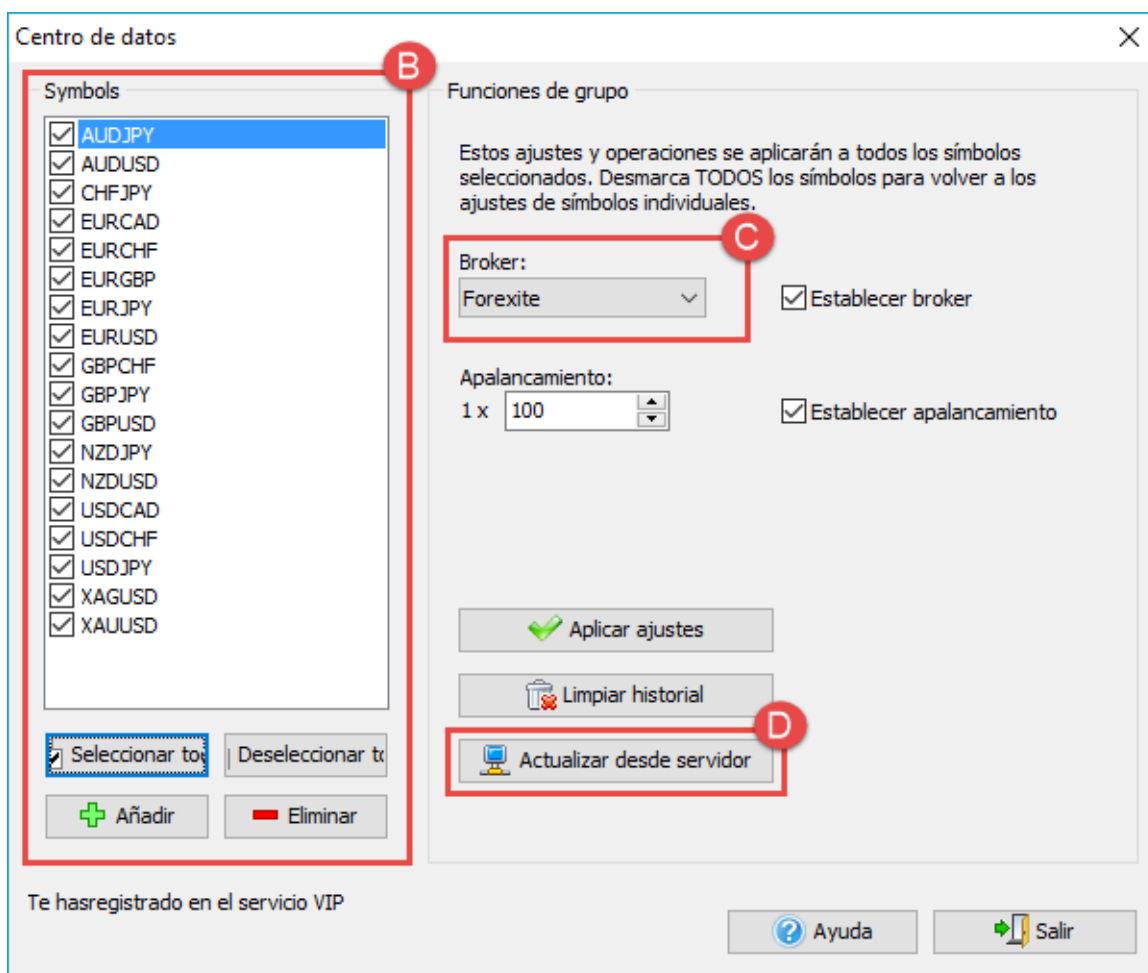 Centro de datos
B
Symbols
AUDJPY
AUDUSD
CHFJPY
EURCAD
EURCHF
EURGBP
EURJPY
EURUSD
GBPCHF
GBPJPY
GBPUSD
NZDJPY
NZDUSD
USDCAD
USDCHF
USDJPY
XAGUSD
XAUUSD
Seleccionar to
Deseleccionar to
Añadir
Eliminar
Funciones de grupo
Estos ajustes y operaciones se aplicarán a todos los símbolos
seleccionados. Desmarca TODOS los símbolos para volver a los
ajustes de símbolos individuales.
C
Broker:
Forexite
Establecer broker
Apalancamiento:
1 x 100
Establecer apalancamiento
Aplicar ajustes
Limpiar historial
D
Actualizar desde servidor
Te hasregistrado en el servicio VIP
Ayuda
Salir